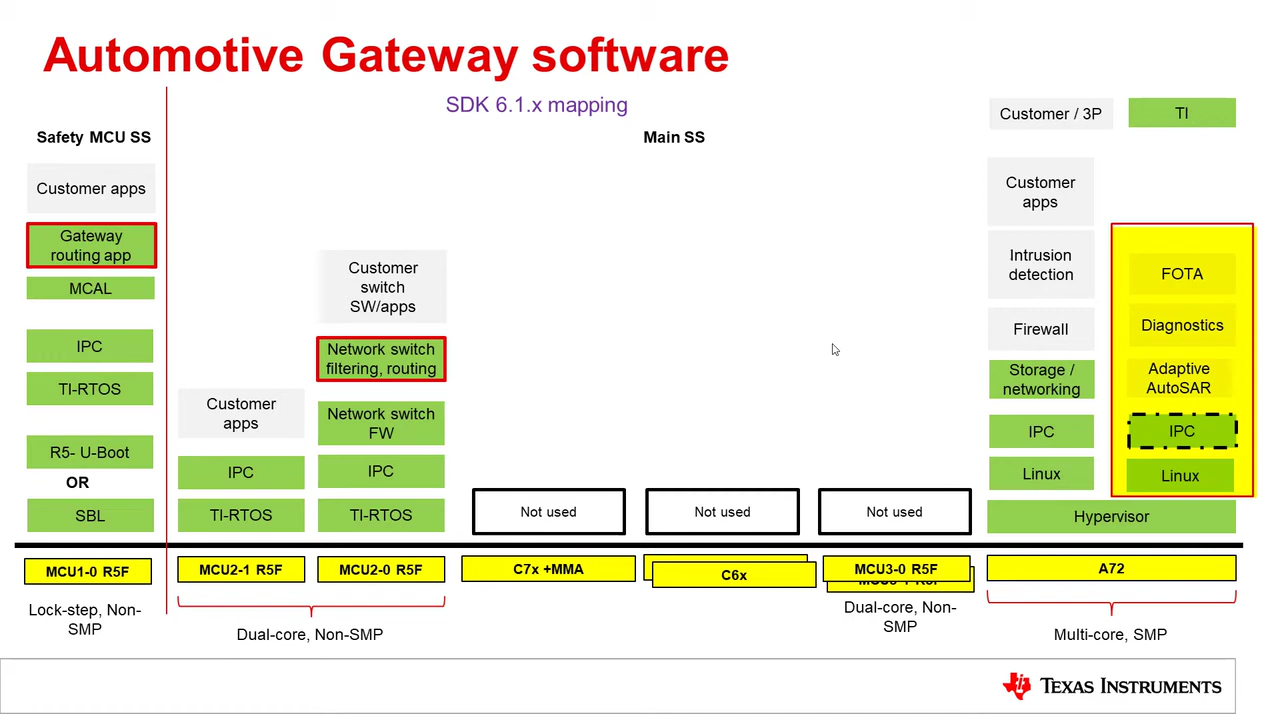 Automotive Gateway software
SDK 6.1.x mapping
Customer / 3P
TI
Safety MCU SS
Main SS
Customer apps
Gateway
routing app
MCAL
IPC
TI-RTOS
R5- U-Boot
OR
SBL
MCU1-0 R5F
Lock-step, Non-
SMP
Customer
apps
IPC
TI-RTOS
MCU2-1 R5F
Customer
switch
SW/apps
Network switch
filtering, routing
Network switch
FW
IPC
TI-RTOS
MCU2-0 R5F
Dual-core, Non-SMP
Not used
C7x +MMA
Not used
C6x
Not used
MCU3-0 R5F
MCU3-1 R5F
Dual-core, Non-
SMP
Customer
apps
Intrusion
detection
Firewall
Storage /
networking
IPC
Linux
FOTA
Diagnostics
Adaptive
AutoSAR
IPC
Linux
Hypervisor
A72
Multi-core, SMP
TEXAS INSTRUMENTS